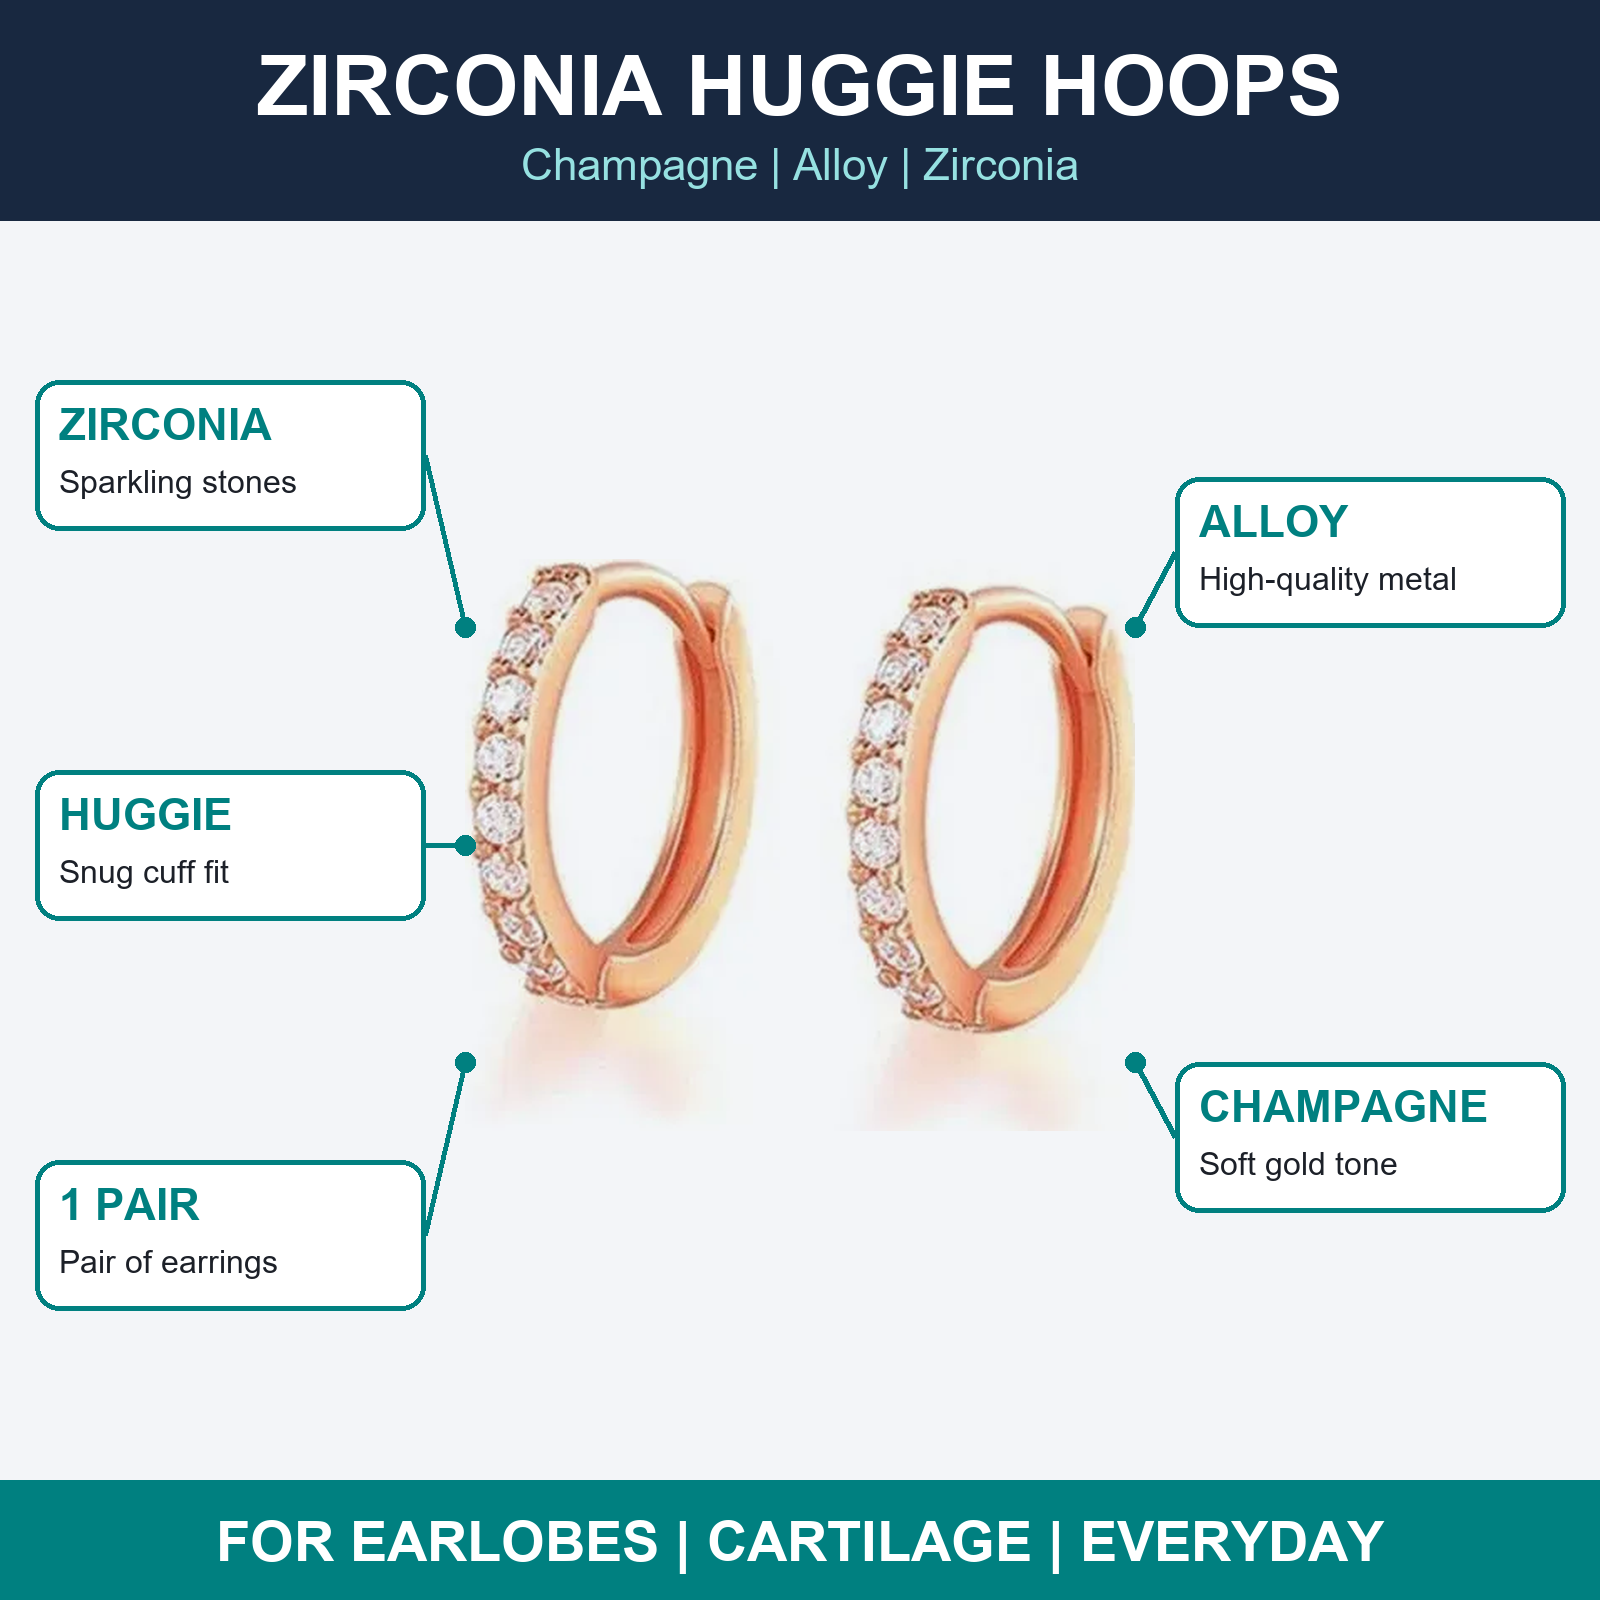 ZIRCONIA HUGGIE HOOPS
Champagne | Alloy | Zirconia
ZIRCONIA
Sparkling stones
ALLOY
High-quality metal
HUGGIE
Snug cuff fit
CHAMPAGNE
Soft gold tone
1 PAIR
Pair of earrings
FOR EARLOBES | CARTILAGE | EVERYDAY